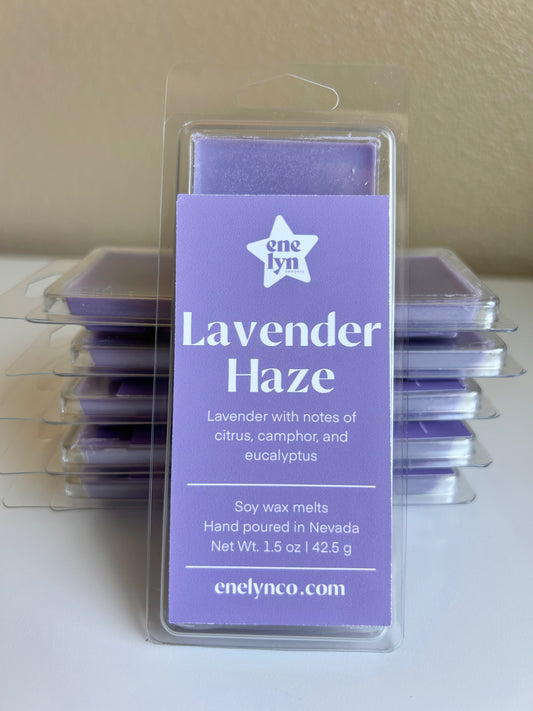 ene
lyn
company
Lavender
Haze
Lavender with notes of
citrus, camphor, and
eucalyptus
Soy wax melts
Hand poured in Nevada
Net Wt. 1.5 oz | 42.5 g
enelynco.com